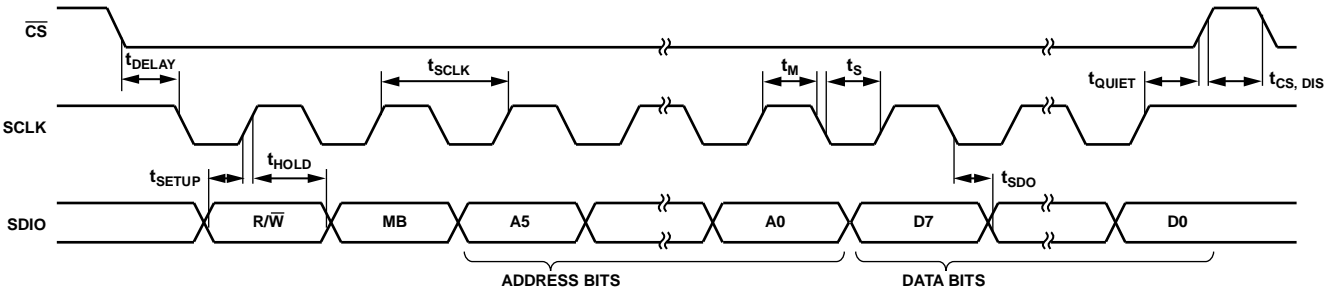 CS
tDELAY
tSCLK
tM
tS
tQUIET
tCS, DIS
SCLK
tSETUP
tHOLD
tSDO
SDIO
R/W
MB
A5
A0
D7
D0
ADDRESS BITS
DATA BITS